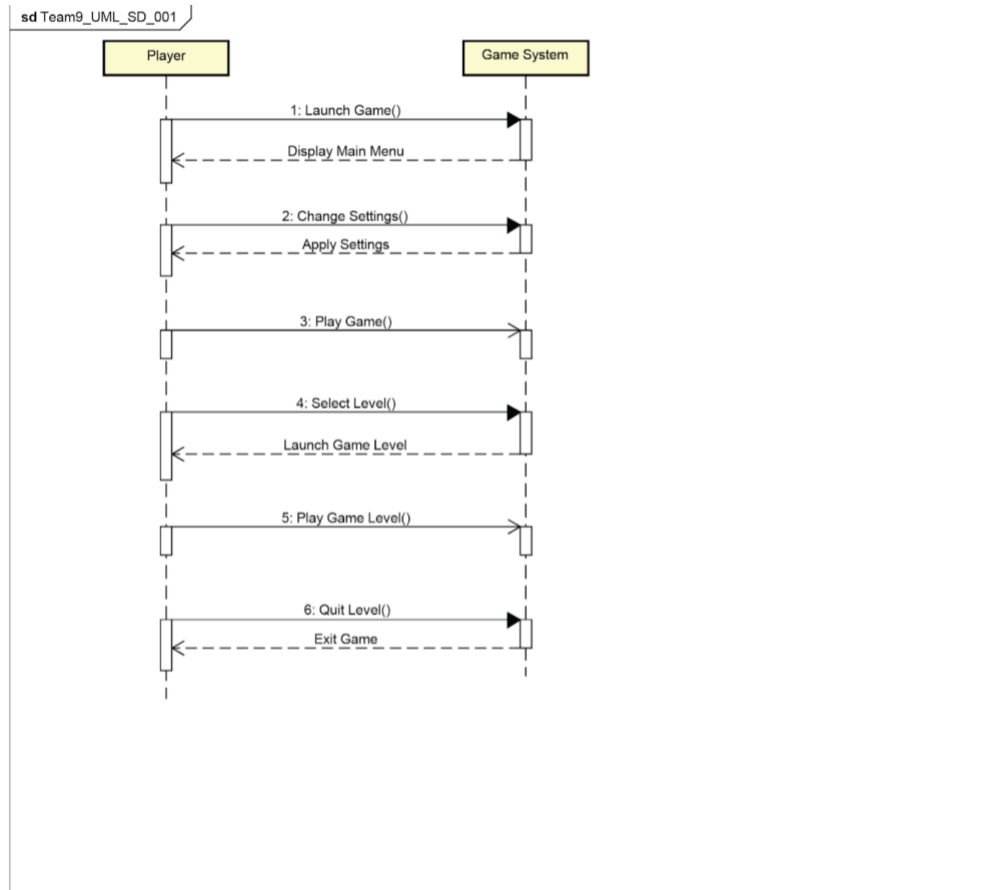 sd Team9_UML_SD_001
Player
Game System
1: Launch Game()
Display Main Menu
2: Change Settings()
Apply Settings
3: Play Game()
4: Select Level()
Launch Game Level
5: Play Game Level()
6: Quit Level()
Exit Game